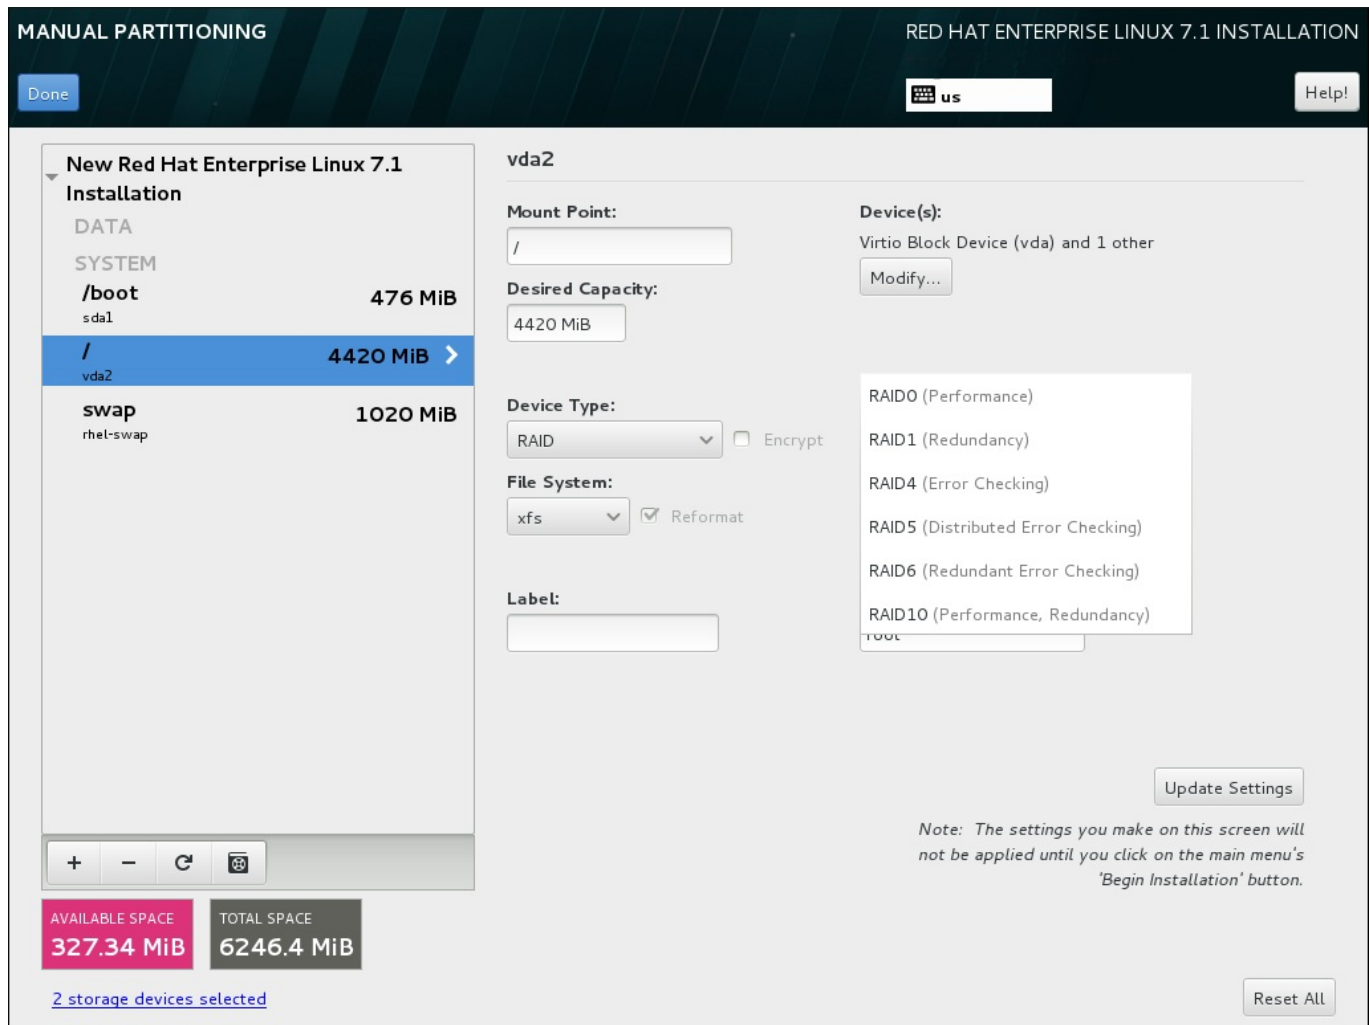 MANUAL PARTITIONING
RED HAT ENTERPRISE LINUX 7.1 INSTALLATION
Done
us
Help!
New Red Hat Enterprise Linux 7.1
Installation
DATA
SYSTEM
/boot
476 MiB
sda1
/
4420 MiB
vda2
swap
1020 MiB
rhel-swap
vda2
Mount Point:
/
Desired Capacity:
4420 MiB
Device(s):
Virtio Block Device (vda) and 1 other
Modify...
Device Type:
RAID
Encrypt
File System:
xfs
Reformat
Label:
RAID0 (Performance)
RAID1 (Redundancy)
RAID4 (Error Checking)
RAID5 (Distributed Error Checking)
RAID6 (Redundant Error Checking)
RAID10 (Performance, Redundancy)
root
Update Settings
Note: The settings you make on this screen will
not be applied until you click on the main menu's
'Begin Installation' button.
+ −
AVAILABLE SPACE
327.34 MiB
TOTAL SPACE
6246.4 MiB
2 storage devices selected
Reset All